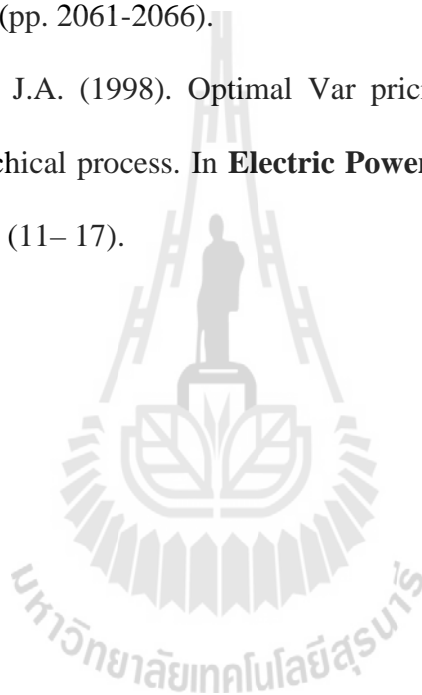 (pp. 2061-2066).
J.A. (1998). Optimal Var pric
chical process. In Electric Power
(11– 17).
มหาวิทยาลัยเทคโนโลยีสุรนารี